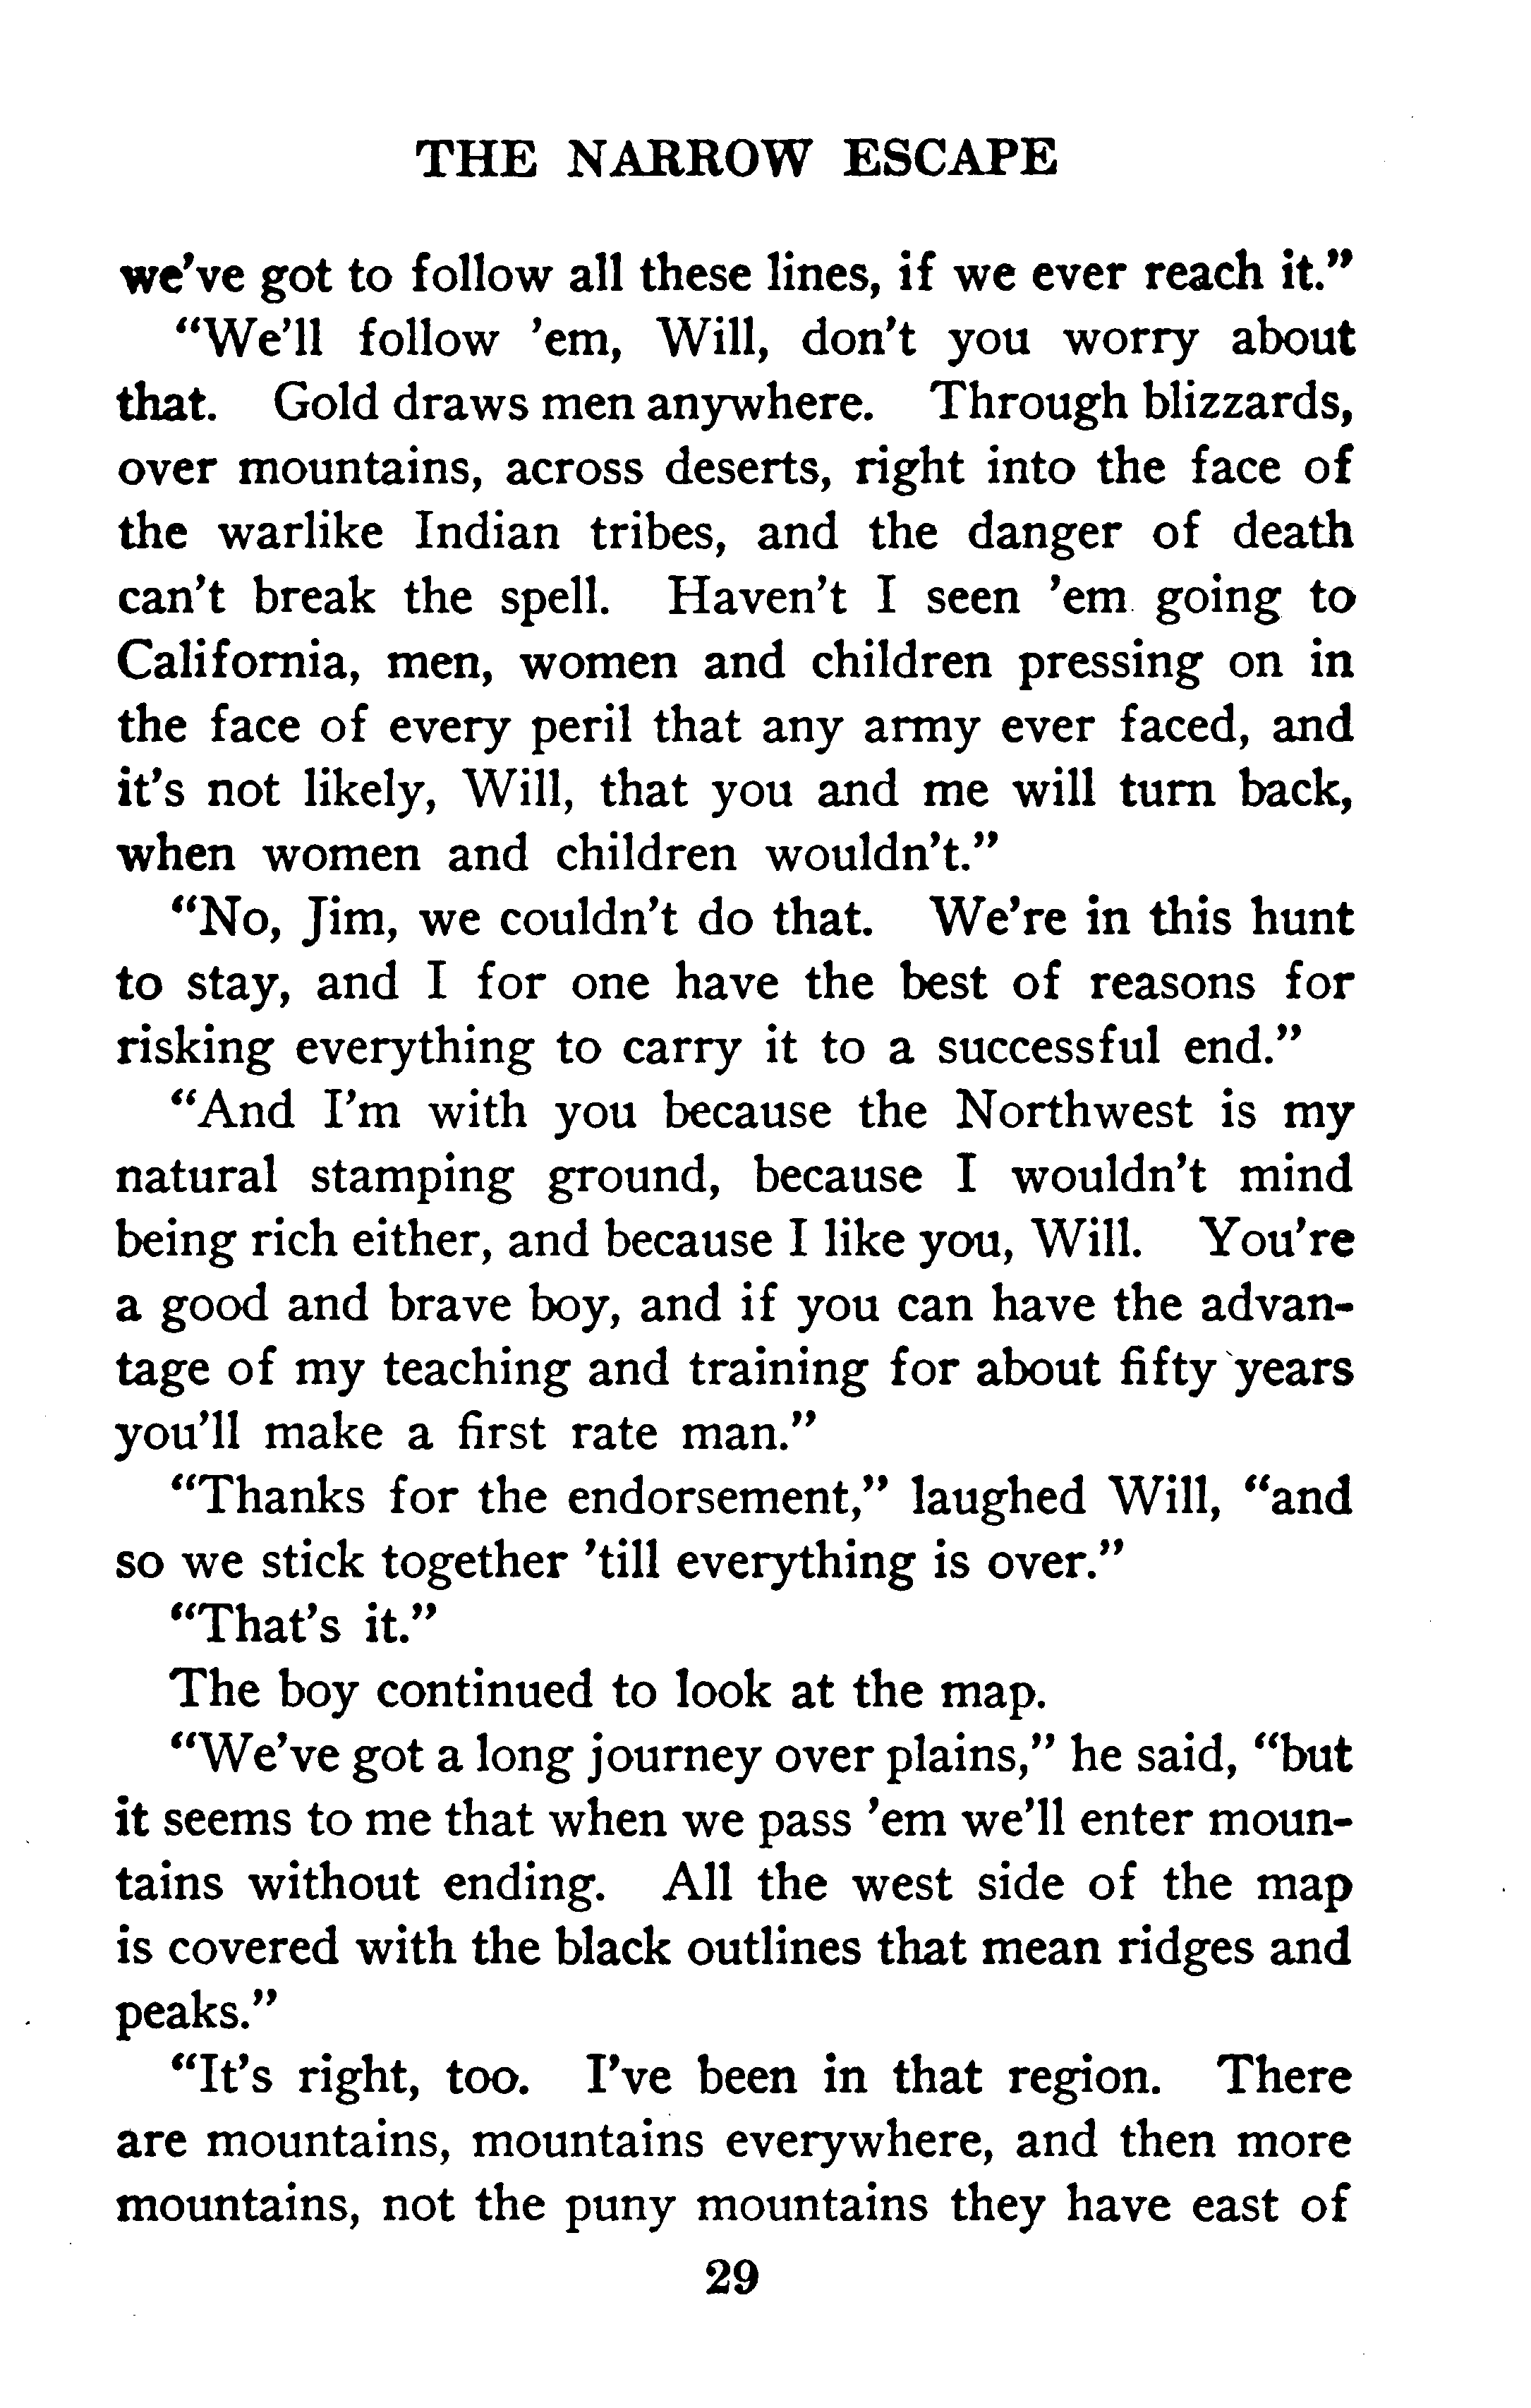 THE NARROW ESCAPE
we've got to follow all these lines, if we ever reach it."
"We'll follow 'em, Will, don't you worry about
that. Gold draws men anywhere. Through blizzards,
over mountains, across deserts, right into the face of
the warlike Indian tribes, and the danger of death
can't break the spell. Haven't I seen 'em going to
California, men, women and children pressing on in
the face of every peril that any army ever faced, and
it's not likely, Will, that you and me will turn back,
when women and children wouldn't."
"No, Jim, we couldn't do that. We're in this hunt
to stay, and I for one have the best of reasons for
risking everything to carry it to a successful end."
"And I'm with you because the Northwest is my
natural stamping ground, because I wouldn't mind
being rich either, and because I like you, Will. You're
a good and brave boy, and if you can have the advan-
tage of my teaching and training for about fifty years
you'll make a first rate man."
"Thanks for the endorsement," laughed Will, "and
so we stick together 'till everything is over."
"That's it."
The boy continued to look at the map.
"We've got a long journey over plains," he said, "but
it seems to me that when we pass 'em we'll enter moun-
tains without ending. All the west side of the map
is covered with the black outlines that mean ridges and
peaks."
"It's right, too. I've been in that region. There
are mountains, mountains everywhere, and then more
mountains, not the puny mountains they have east of
29